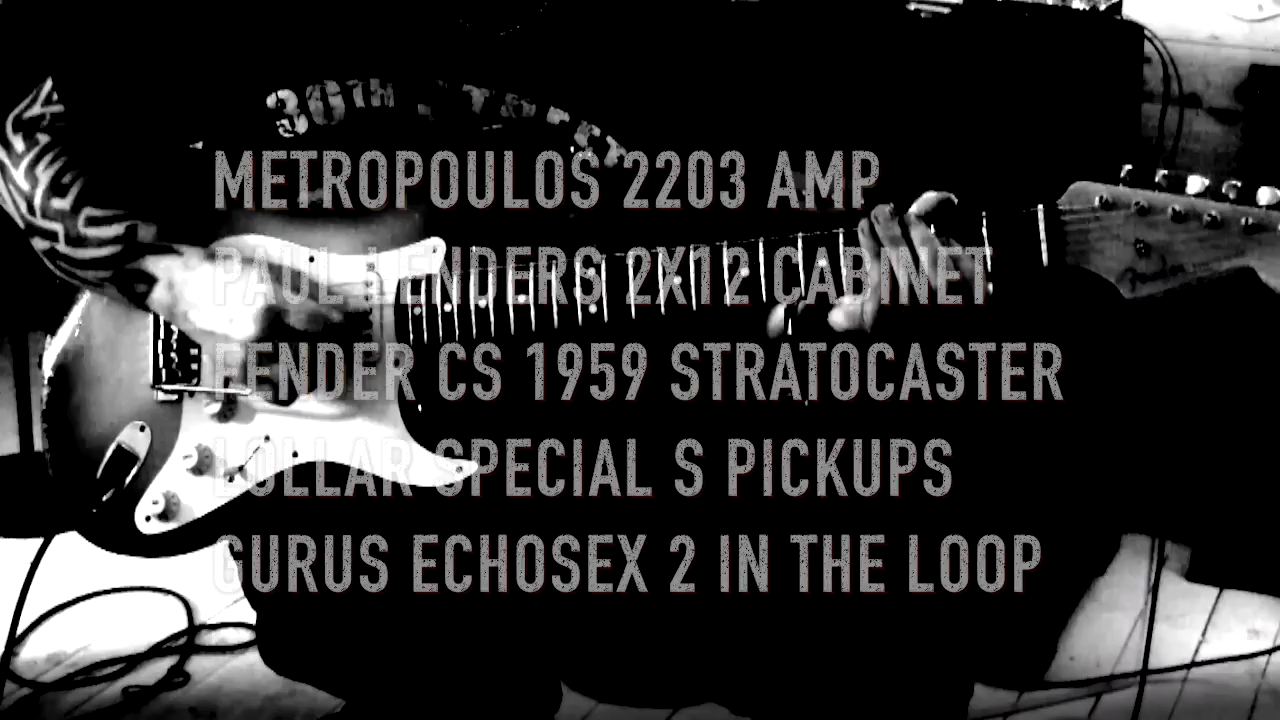 30TH
METROPOULOS 2203 AMP
PAUL LENDERS 2X12 CABINET
FENDER CS 1959 STRATOCASTER
LOLLAR SPECIAL S PICKUPS
GURUS ECHOSEX 2 IN THE LOOP